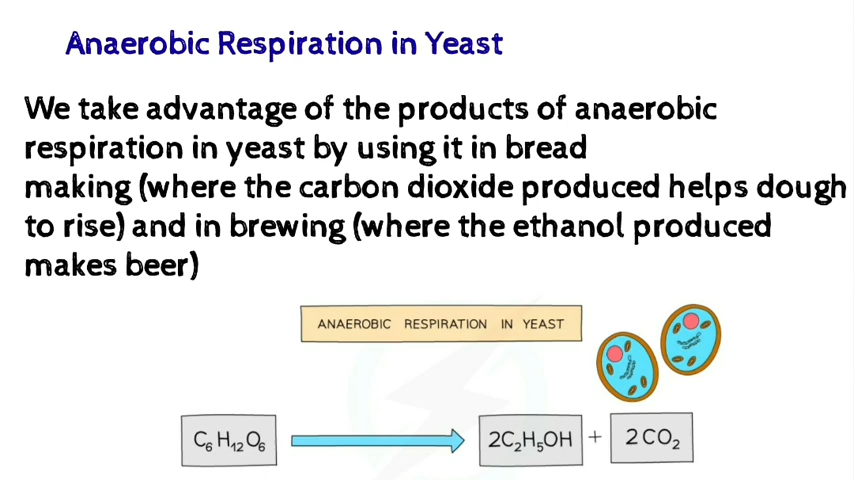 Anaerobic Respiration in Yeast
We take advantage of the products of anaerobic
respiration in yeast by using it in bread
making (where the carbon dioxide produced helps dough
to rise) and in brewing (where the ethanol produced
makes beer)
ANAEROBIC RESPIRATION IN YEAST
C₆H₁₂O₆ 2C₂H₅OH + 2CO₂